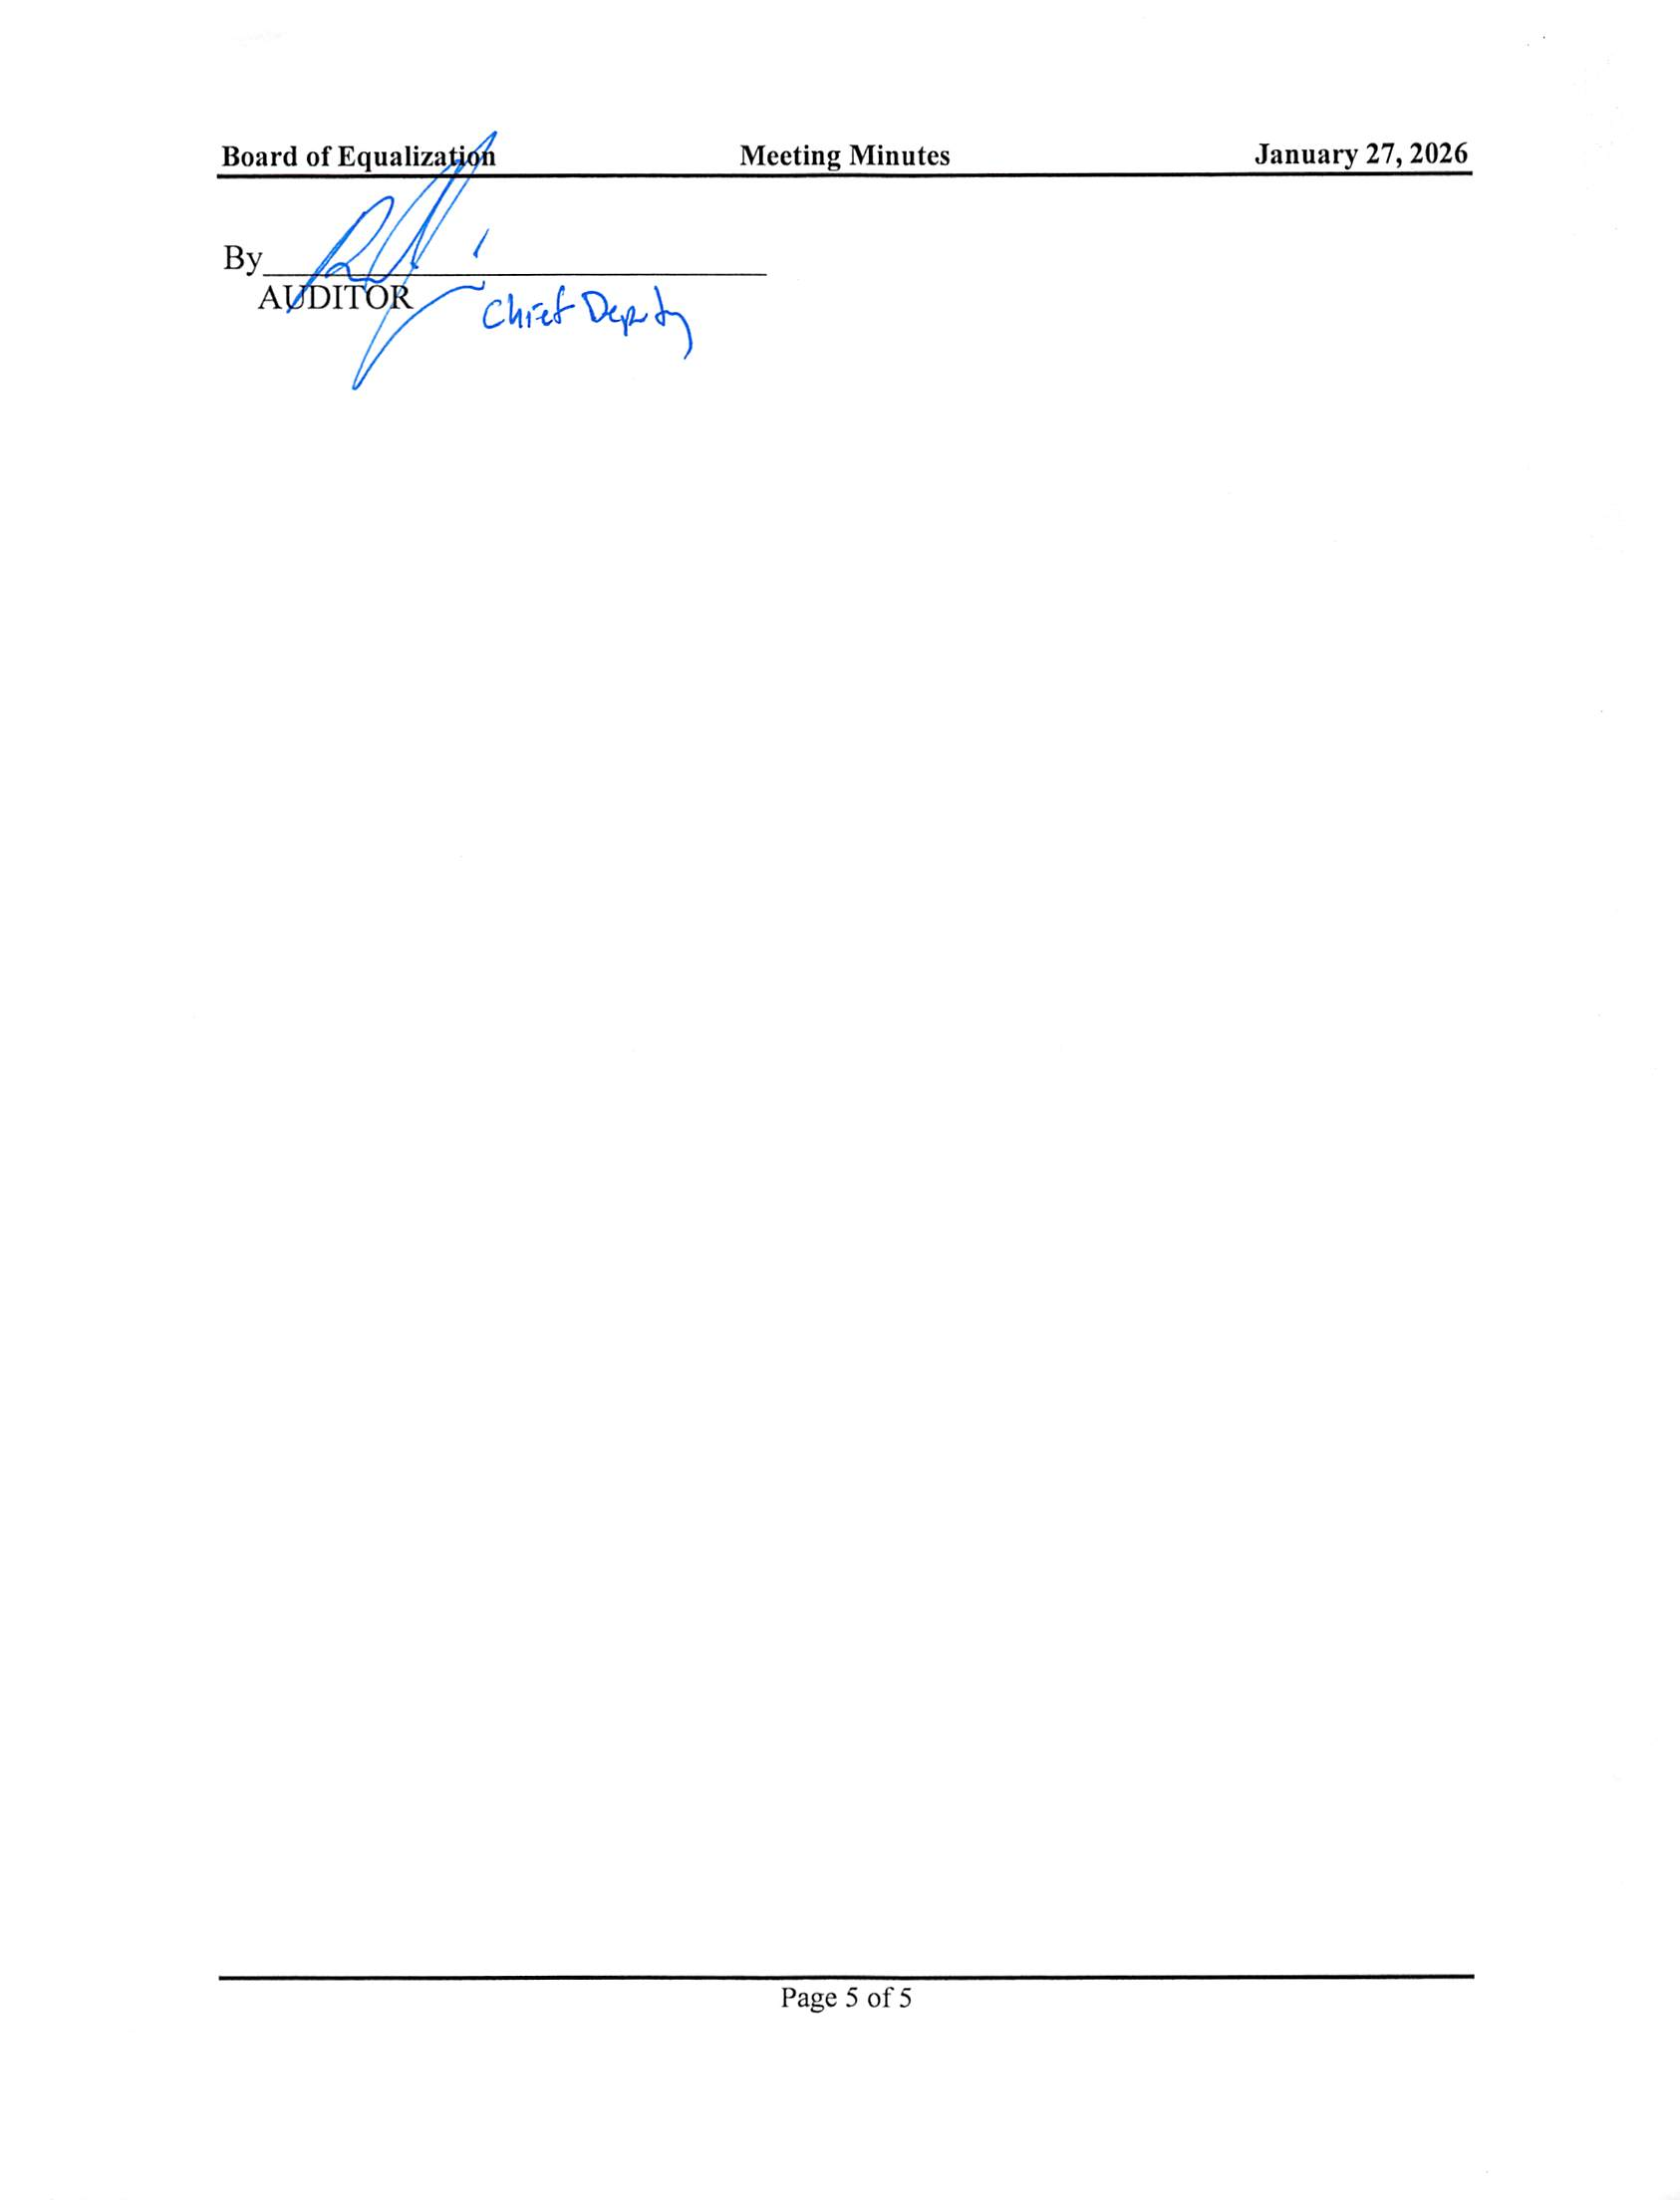 Board of Equalization Meeting Minutes January 27, 2026
By
AUDITOR
Chief Deputy
Page 5 of 5